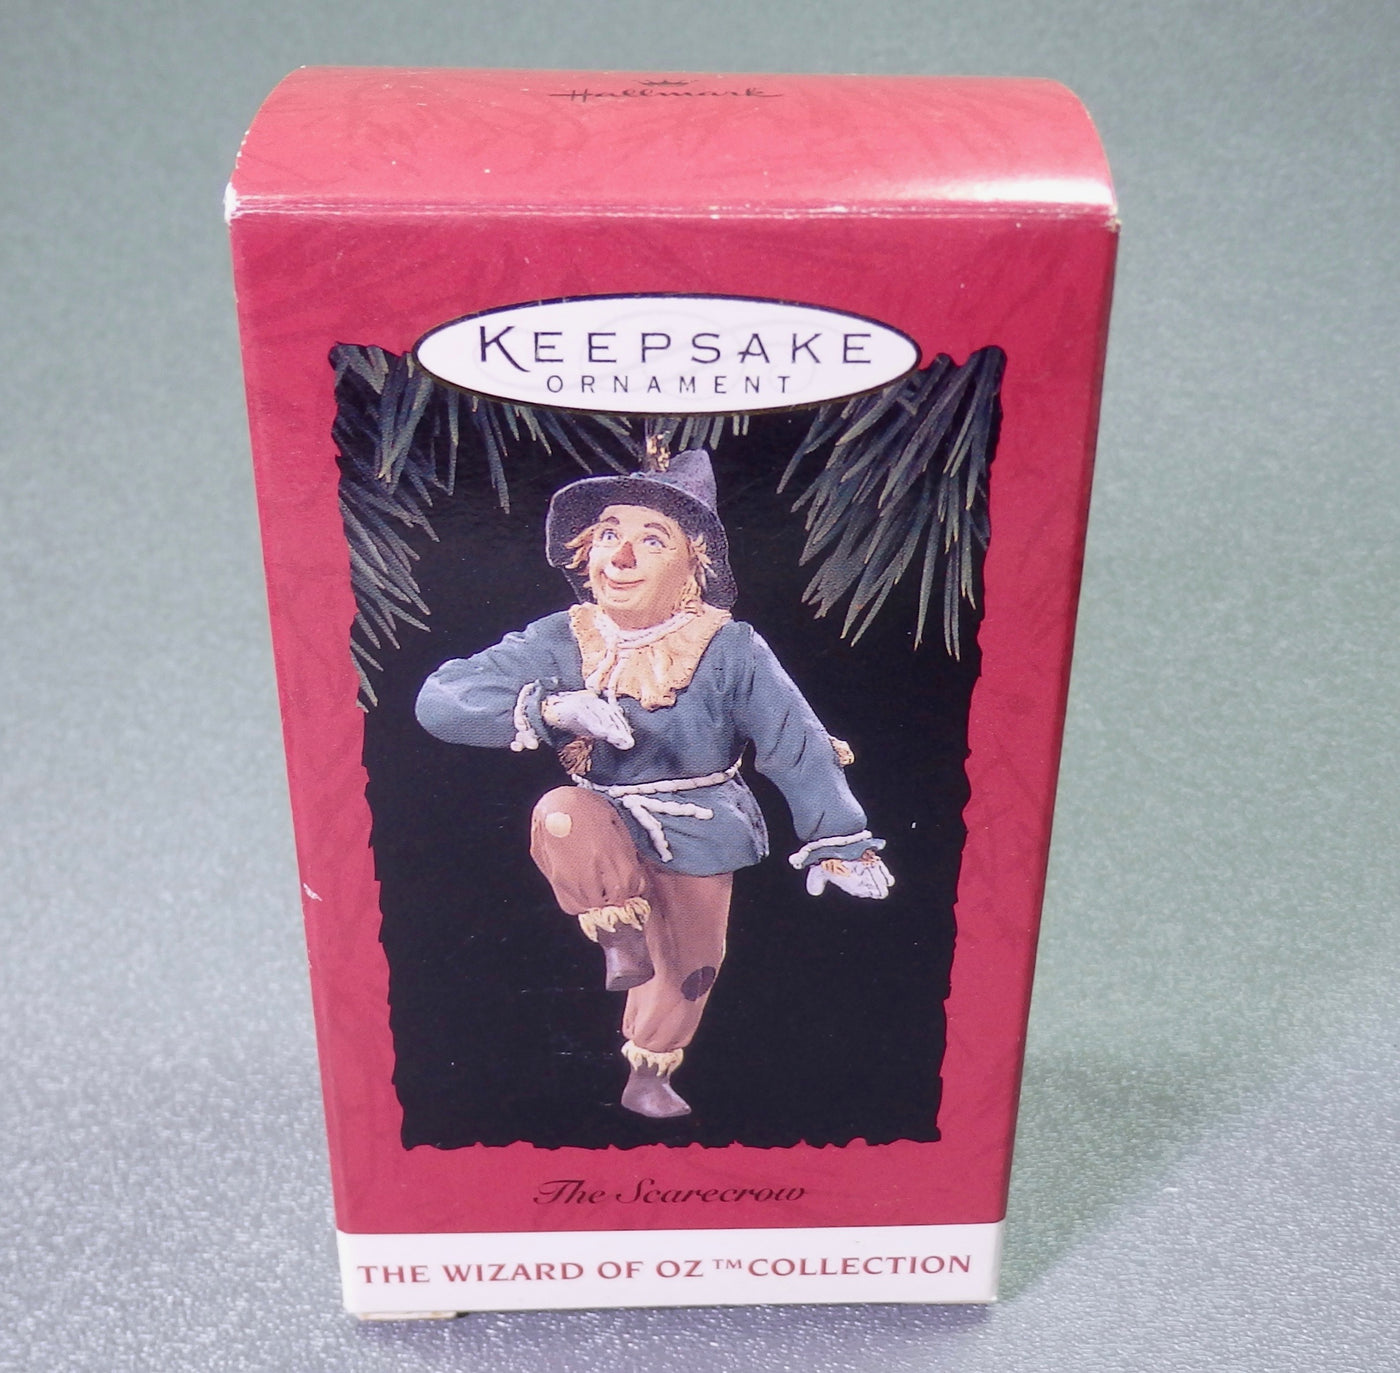 Hallmark
KEEPSAKE
ORNAMENT
The Scarecrow
THE WIZARD OF OZ™ COLLECTION